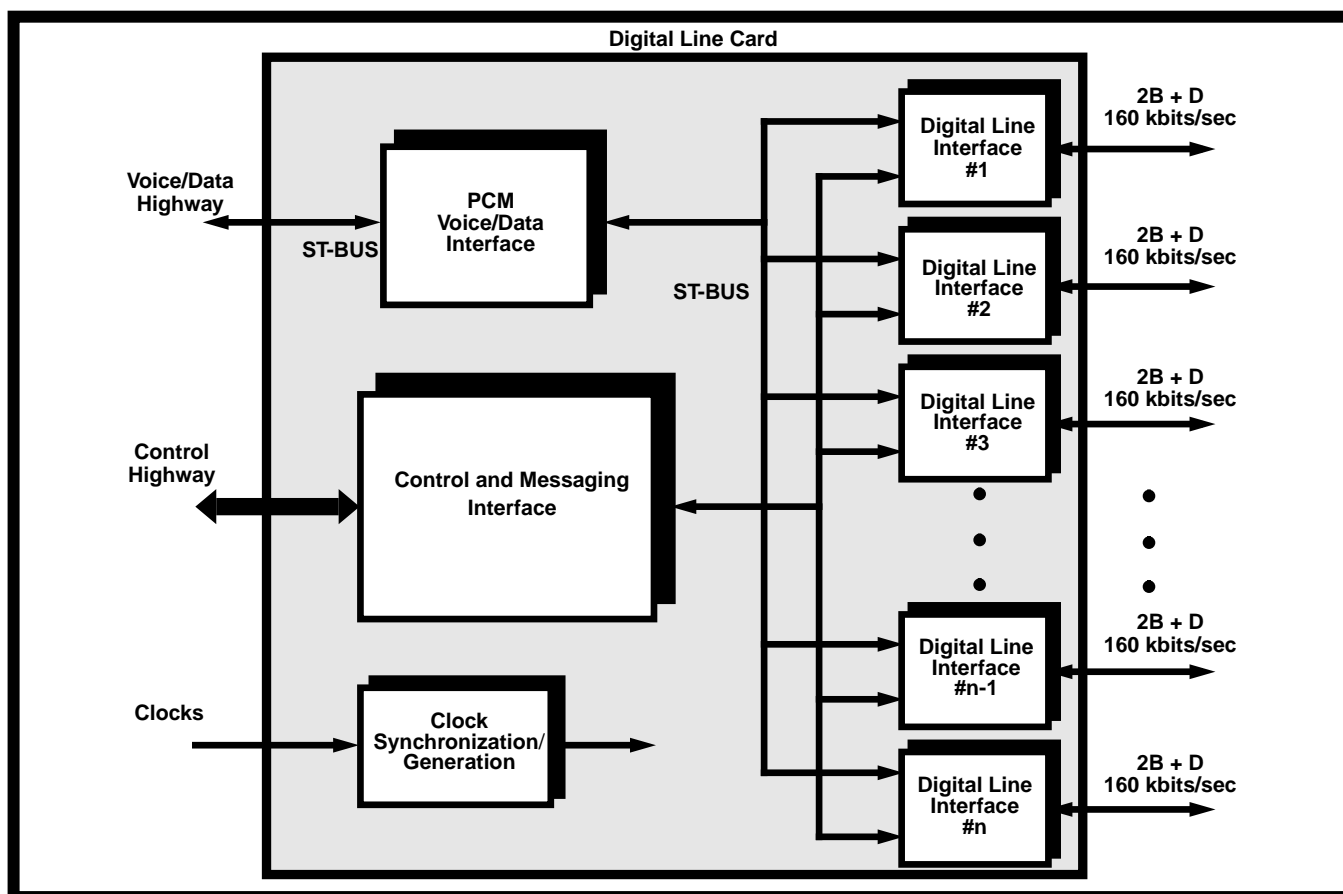 Digital Line Card
Voice/Data
Highway
ST-BUS
PCM
Voice/Data
Interface
ST-BUS
Control
Highway
Control and Messaging
Interface
Clocks
Clock
Synchronization/
Generation
Digital Line
Interface
#1
2B + D
160 kbits/sec
Digital Line
Interface
#2
2B + D
160 kbits/sec
Digital Line
Interface
#3
2B + D
160 kbits/sec
Digital Line
Interface
#n-1
2B + D
160 kbits/sec
Digital Line
Interface
#n
2B + D
160 kbits/sec